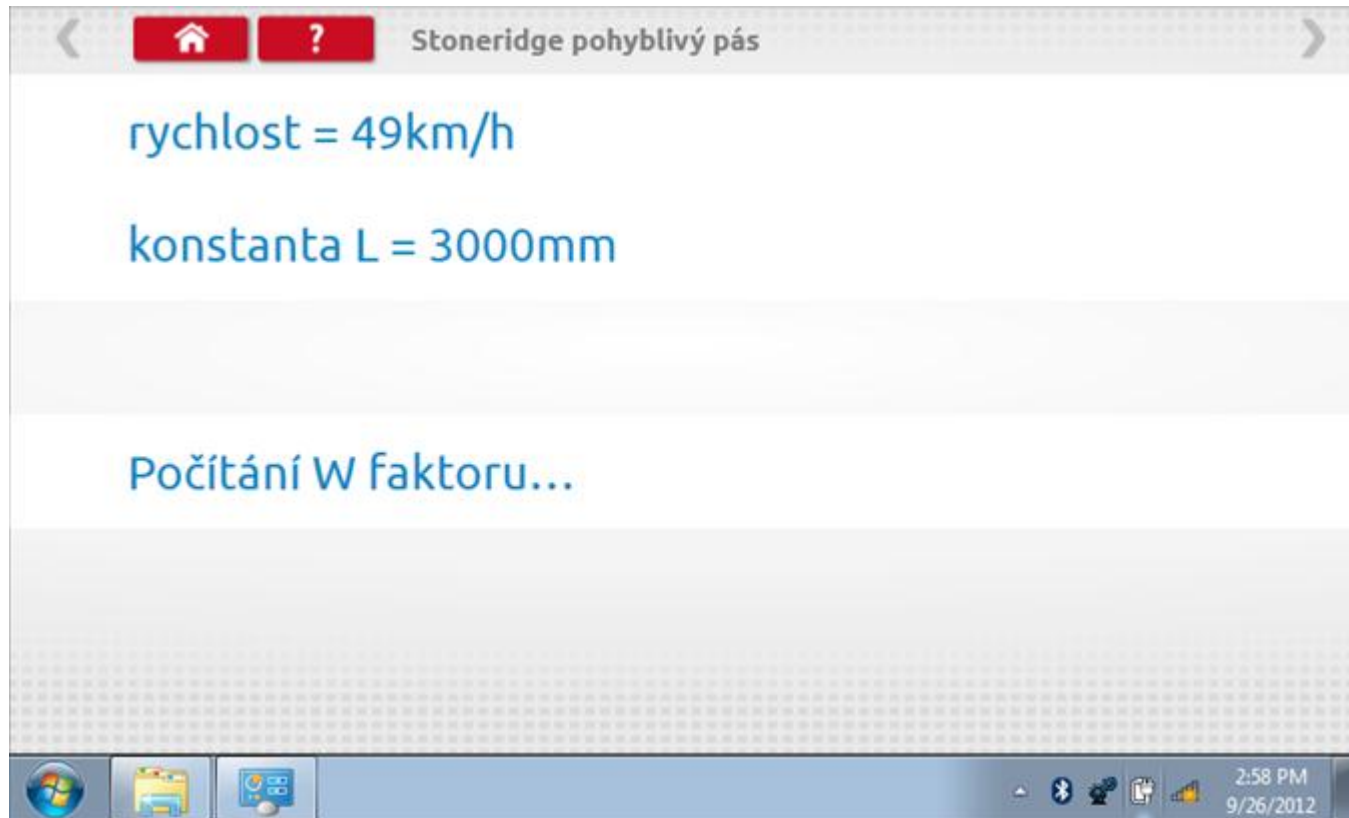 ? Stoneridge pohyblivý pás
rychlost = 49km/h
konstanta L = 3000mm
Počítání W faktoru...
2:58 PM
9/26/2012